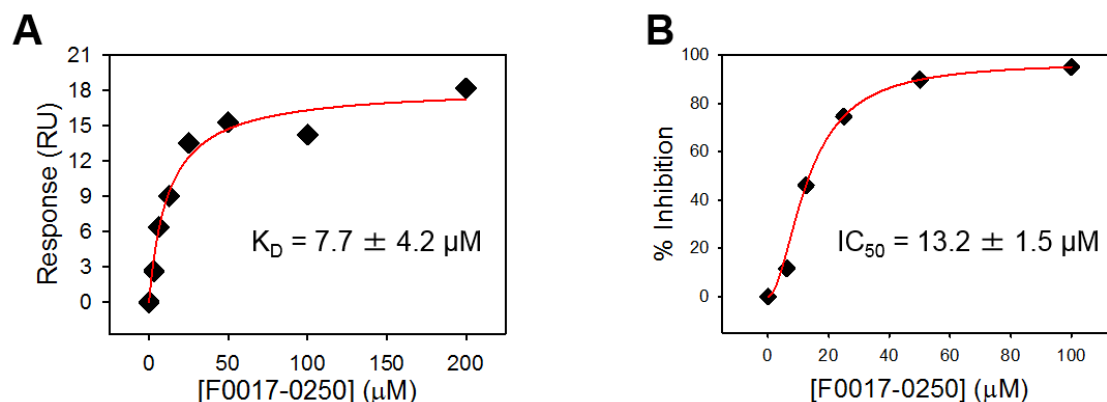 A
Response (RU)
21
18
15
12
9
6
3
0
K_D = 7.7 ± 4.2 µM
0 50 100 150 200
[F0017-0250] (µM)
B
% Inhibition
100
80
60
40
20
0
IC_50 = 13.2 ± 1.5 µM
0 20 40 60 80 100
[F0017-0250] (µM)